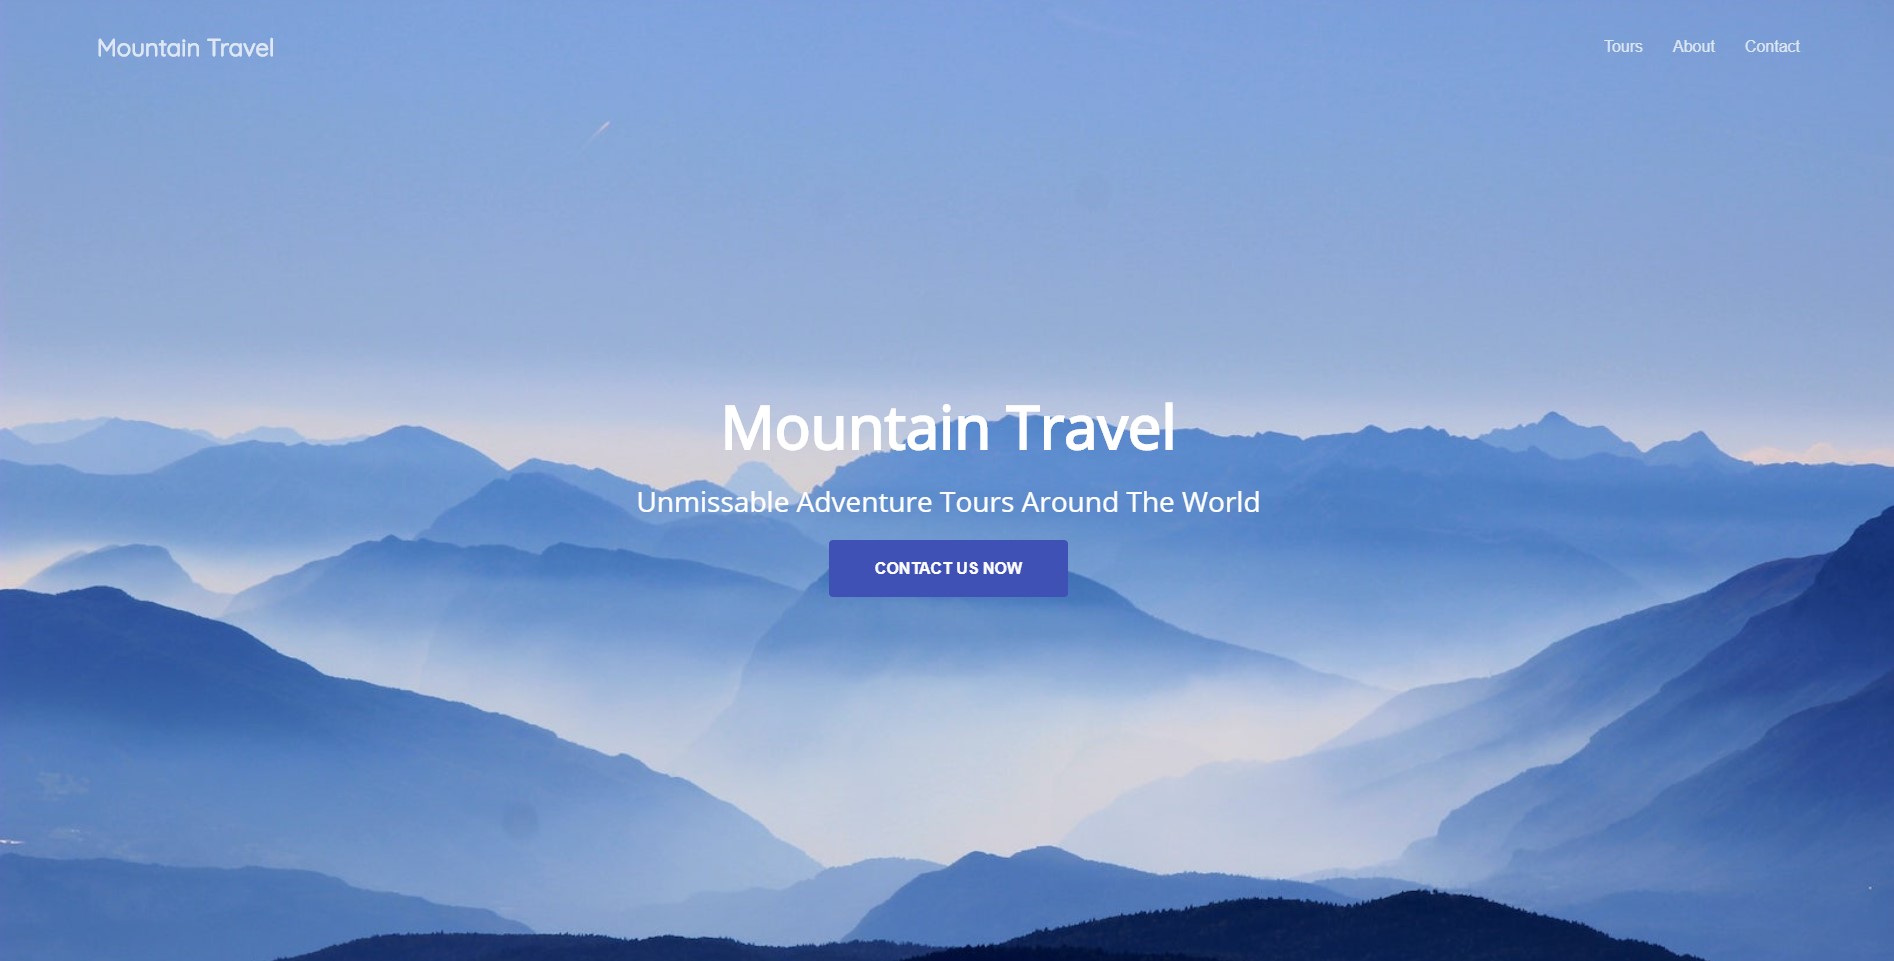 Mountain Travel
Tours About Contact
Mountain Travel
Unmissable Adventure Tours Around The World
CONTACT US NOW